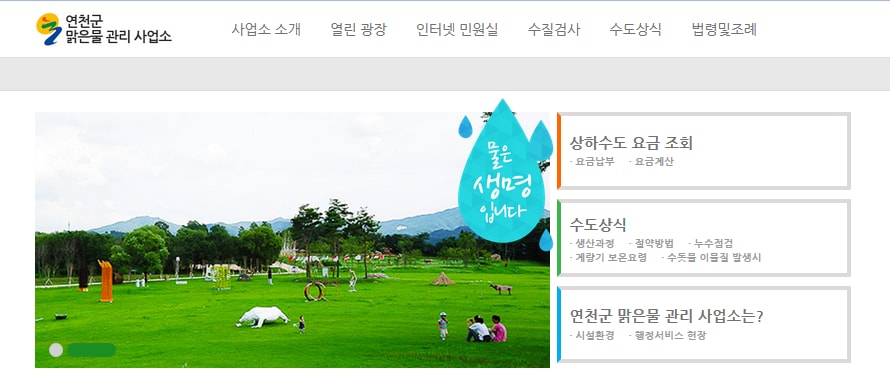 연천군
맑은물 관리 사업소
사업소 소개 열린 광장 인터넷 민원실 수질검사 수도상식 법령및조례
물은
생명
입니다
상하수도 요금 조회
· 요금납부 · 요금계산
수도상식
· 생산과정 · 절약방법 · 누수점검
· 계량기 보온요령 · 수돗물 이물질 발생시
연천군 맑은물 관리 사업소는?
· 시설환경 · 행정서비스 헌장